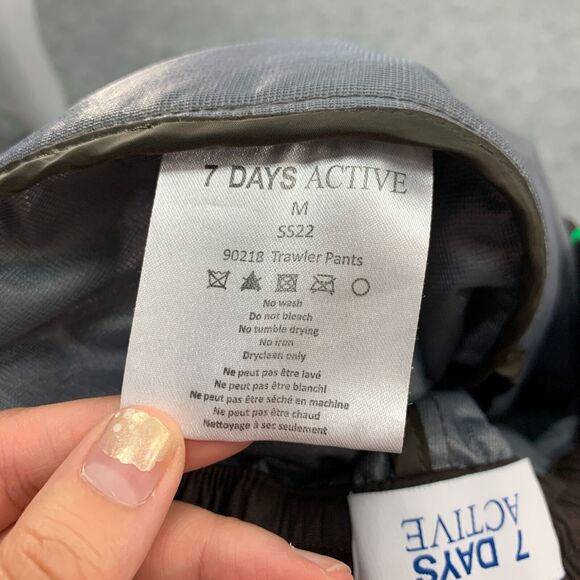 7 DAYS ACTIVE
M
SS22
90218 Trawler Pants
No wash
Do not bleach
No tumble drying
No iron
Dryclean only
Ne peut pas être lavé
Ne peut pas être blanchi
Ne peut pas être séché en machine
Ne peut pas être chaud
Nettoyage à sec seulement
7 DAYS
ACTIVE